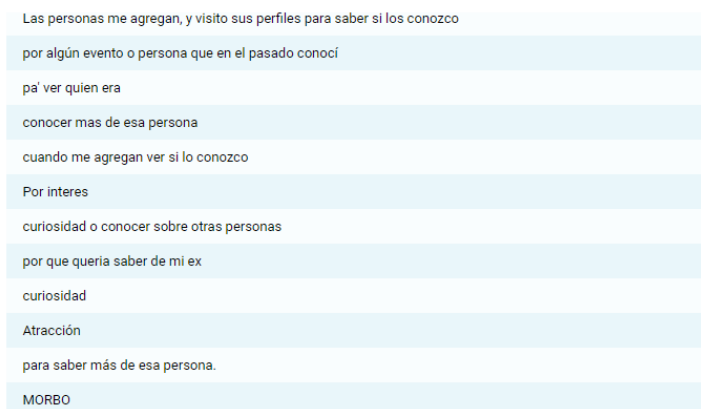 Las personas me agregan, y visito sus perfiles para saber si los conozco
por algún evento o persona que en el pasado conocí
pa' ver quien era
conocer mas de esa persona
cuando me agregan ver si lo conozco
Por interes
curiosidad o conocer sobre otras personas
por que queria saber de mi ex
curiosidad
Atracción
para saber más de esa persona.
MORBO